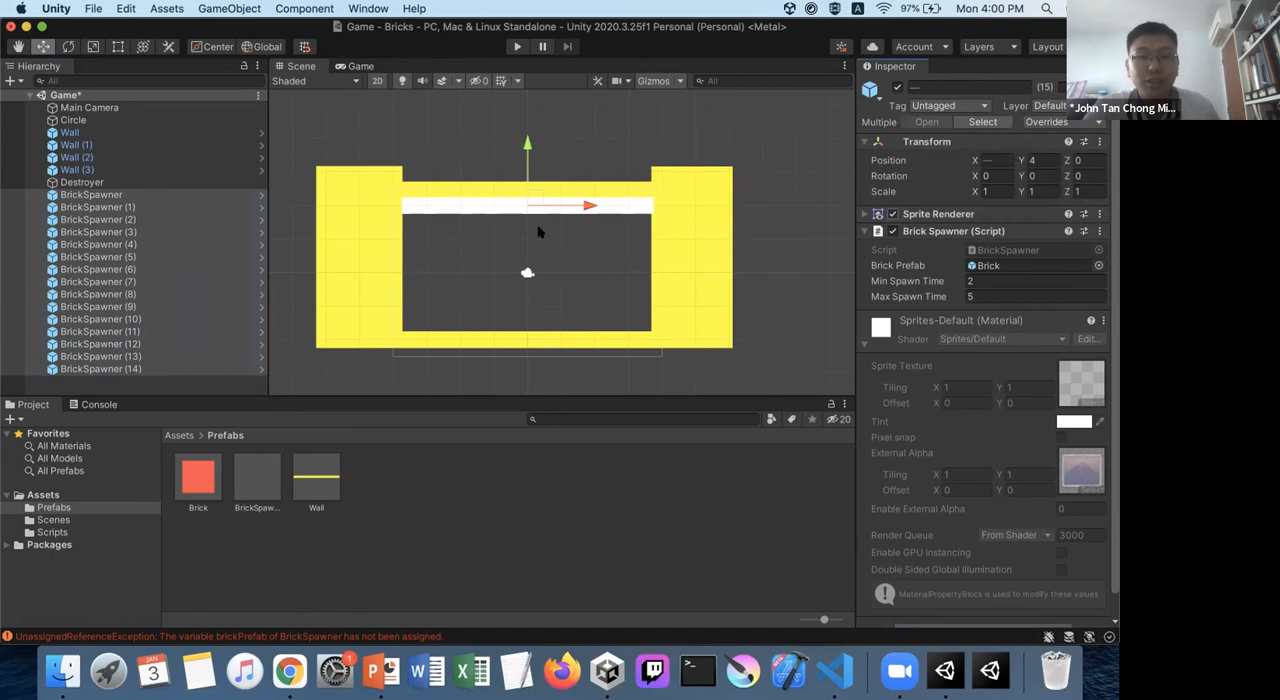 Unity File Edit Assets GameObject Component Window Help 97% Mon 4:00 PM
Game - Bricks - PC, Mac & Linux Standalone - Unity 2020.3.25f1 Personal (Personal) <Metal>
Center Global Account Layers Layout
Hierarchy
All
Game*
Main Camera
Circle
Wall
Wall (1)
Wall (2)
Wall (3)
Destroyer
BrickSpawner
BrickSpawner (1)
BrickSpawner (2)
BrickSpawner (3)
BrickSpawner (4)
BrickSpawner (5)
BrickSpawner (6)
BrickSpawner (7)
BrickSpawner (8)
BrickSpawner (9)
BrickSpawner (10)
BrickSpawner (11)
BrickSpawner (12)
BrickSpawner (13)
BrickSpawner (14)
Scene Game
Shaded 2D 0 Gizmos All
Inspector
— (15)
Tag Untagged Layer Default
Multiple Open Select Overrides
Transform
Position X — Y 4 Z 0
Rotation X 0 Y 0 Z 0
Scale X 1 Y 1 Z 1
Sprite Renderer
Brick Spawner (Script)
Script BrickSpawner
Brick Prefab Brick
Min Spawn Time 2
Max Spawn Time 5
Sprites-Default (Material)
Shader Sprites/Default Edit...
Sprite Texture
Tiling X 1 Y 1
Offset X 0 Y 0
Select
Tint
Pixel snap
External Alpha
Tiling X 1 Y 1
Offset X 0 Y 0
Select
Enable External Alpha 0
Render Queue From Shader 3000
Enable GPU Instancing
Double Sided Global Illumination
MaterialPropertyBlock is used to modify these values
*John Tan Chong Mi...
Project Console
20
Favorites
All Materials
All Models
All Prefabs
Assets
Prefabs
Scenes
Scripts
Packages
Assets > Prefabs
Brick BrickSpaw... Wall
UnassignedReferenceException: The variable brickPrefab of BrickSpawner has not been assigned.
JAN
3
1